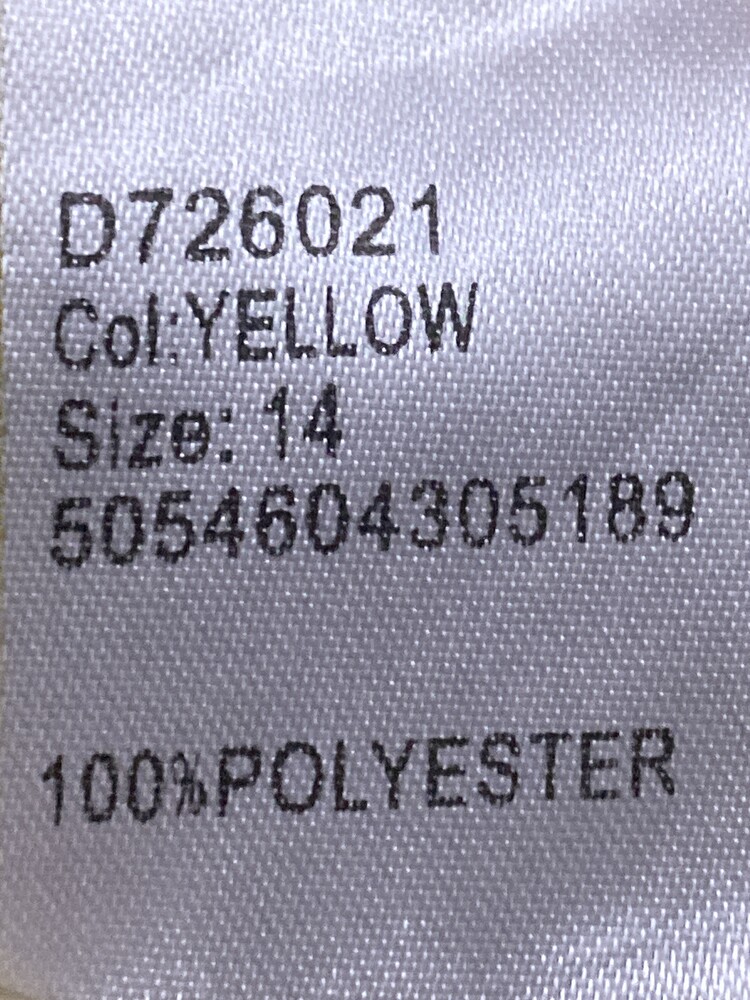 D726021
Col:YELLOW
Size: 14
5054604305189
100%POLYESTER